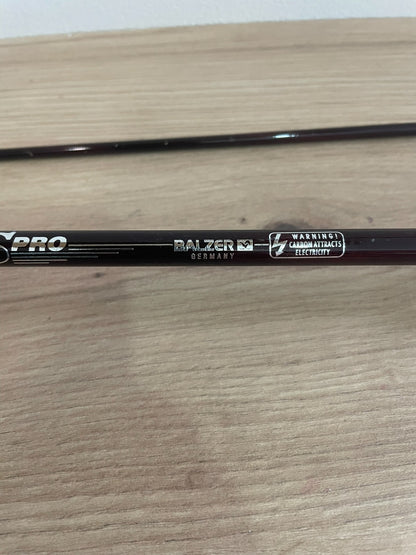 PRO
BALZER
GERMANY
WARNING!
CARBON ATTRACTS
ELECTRICITY